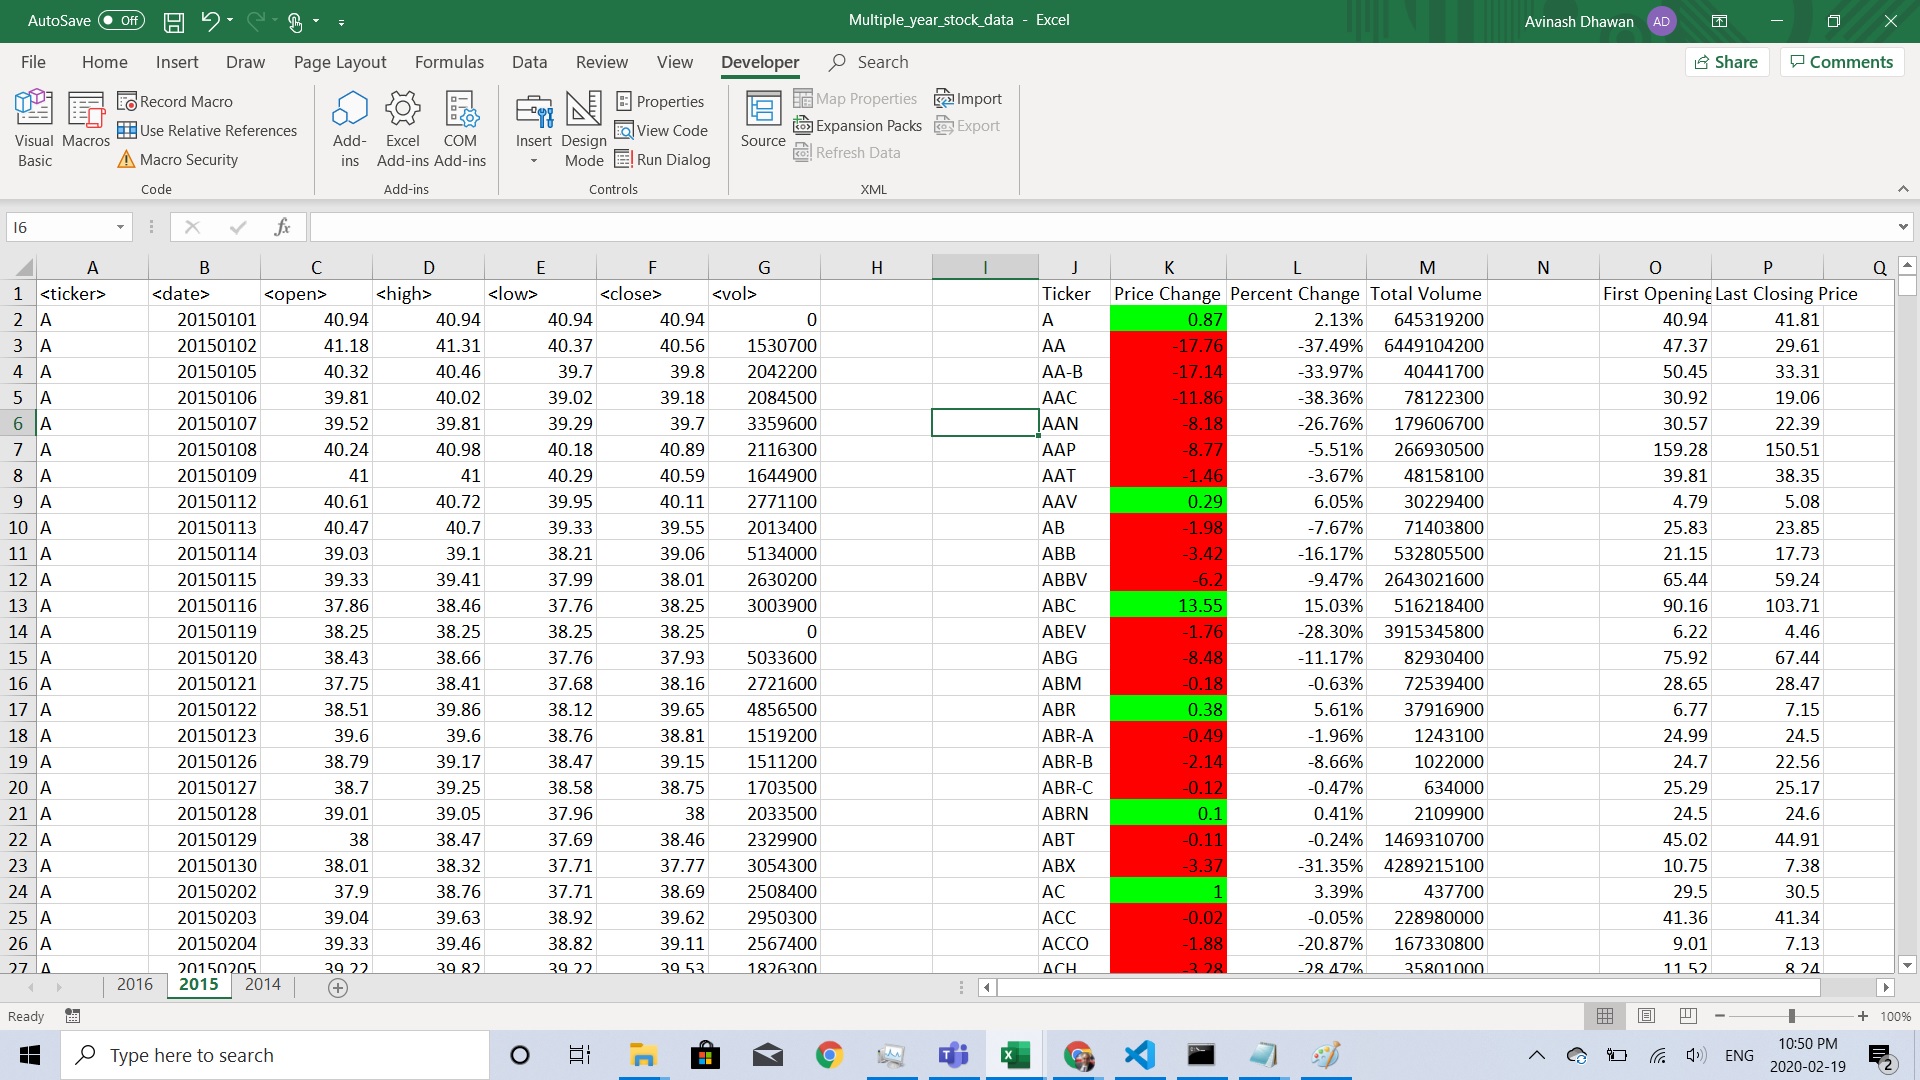 AutoSave Off
Multiple_year_stock_data - Excel
Avinash Dhawan AD
File Home Insert Draw Page Layout Formulas Data Review View Developer Search Share Comments
Visual Basic
Macros
Record Macro
Use Relative References
Macro Security
Code
Add-ins
Excel Add-ins
COM Add-ins
Add-ins
Insert
Design Mode
Properties
View Code
Run Dialog
Controls
Source
Map Properties
Expansion Packs
Refresh Data
Import
Export
XML
I6 fx
A B C D E F G H I J K L M N O P Q
1 <ticker> <date> <open> <high> <low> <close> <vol> Ticker Price Change Percent Change Total Volume First Opening Last Closing Price
2 A 20150101 40.94 40.94 40.94 40.94 0 A 0.87 2.13% 645319200 40.94 41.81
3 A 20150102 41.18 41.31 40.37 40.56 1530700 AA -17.76 -37.49% 6449104200 47.37 29.61
4 A 20150105 40.32 40.46 39.7 39.8 2042200 AA-B -17.14 -33.97% 40441700 50.45 33.31
5 A 20150106 39.81 40.02 39.02 39.18 2084500 AAC -11.86 -38.36% 78122300 30.92 19.06
6 A 20150107 39.52 39.81 39.29 39.7 3359600 AAN -8.18 -26.76% 179606700 30.57 22.39
7 A 20150108 40.24 40.98 40.18 40.89 2116300 AAP -8.77 -5.51% 266930500 159.28 150.51
8 A 20150109 41 41 40.29 40.59 1644900 AAT -1.46 -3.67% 48158100 39.81 38.35
9 A 20150112 40.61 40.72 39.95 40.11 2771100 AAV 0.29 6.05% 30229400 4.79 5.08
10 A 20150113 40.47 40.7 39.33 39.55 2013400 AB -1.98 -7.67% 71403800 25.83 23.85
11 A 20150114 39.03 39.1 38.21 39.06 5134000 ABB -3.42 -16.17% 532805500 21.15 17.73
12 A 20150115 39.33 39.41 37.99 38.01 2630200 ABBV -6.2 -9.47% 2643021600 65.44 59.24
13 A 20150116 37.86 38.46 37.76 38.25 3003900 ABC 13.55 15.03% 516218400 90.16 103.71
14 A 20150119 38.25 38.25 38.25 38.25 0 ABEV -1.76 -28.30% 3915345800 6.22 4.46
15 A 20150120 38.43 38.66 37.76 37.93 5033600 ABG -8.48 -11.17% 82930400 75.92 67.44
16 A 20150121 37.75 38.41 37.68 38.16 2721600 ABM -0.18 -0.63% 72539400 28.65 28.47
17 A 20150122 38.51 39.86 38.12 39.65 4856500 ABR 0.38 5.61% 37916900 6.77 7.15
18 A 20150123 39.6 39.6 38.76 38.81 1519200 ABR-A -0.49 -1.96% 1243100 24.99 24.5
19 A 20150126 38.79 39.17 38.47 39.15 1511200 ABR-B -2.14 -8.66% 1022000 24.7 22.56
20 A 20150127 38.7 39.25 38.58 38.75 1703500 ABR-C -0.12 -0.47% 634000 25.29 25.17
21 A 20150128 39.01 39.05 37.96 38 2033500 ABRN 0.1 0.41% 2109900 24.5 24.6
22 A 20150129 38 38.47 37.69 38.46 2329900 ABT -0.11 -0.24% 1469310700 45.02 44.91
23 A 20150130 38.01 38.32 37.71 37.77 3054300 ABX -3.37 -31.35% 4289215100 10.75 7.38
24 A 20150202 37.9 38.76 37.71 38.69 2508400 AC 1 3.39% 437700 29.5 30.5
25 A 20150203 39.04 39.63 38.92 39.62 2950300 ACC -0.02 -0.05% 228980000 41.36 41.34
26 A 20150204 39.33 39.46 38.82 39.11 2567400 ACCO -1.88 -20.87% 167330800 9.01 7.13
27 A 20150205 39.22 39.82 39.22 39.53 1826300 ACH -3.28 -28.47% 35801000 11.52 8.24
2016 2015 2014
Ready 100%
Type here to search ENG 10:50 PM
2020-02-19 2